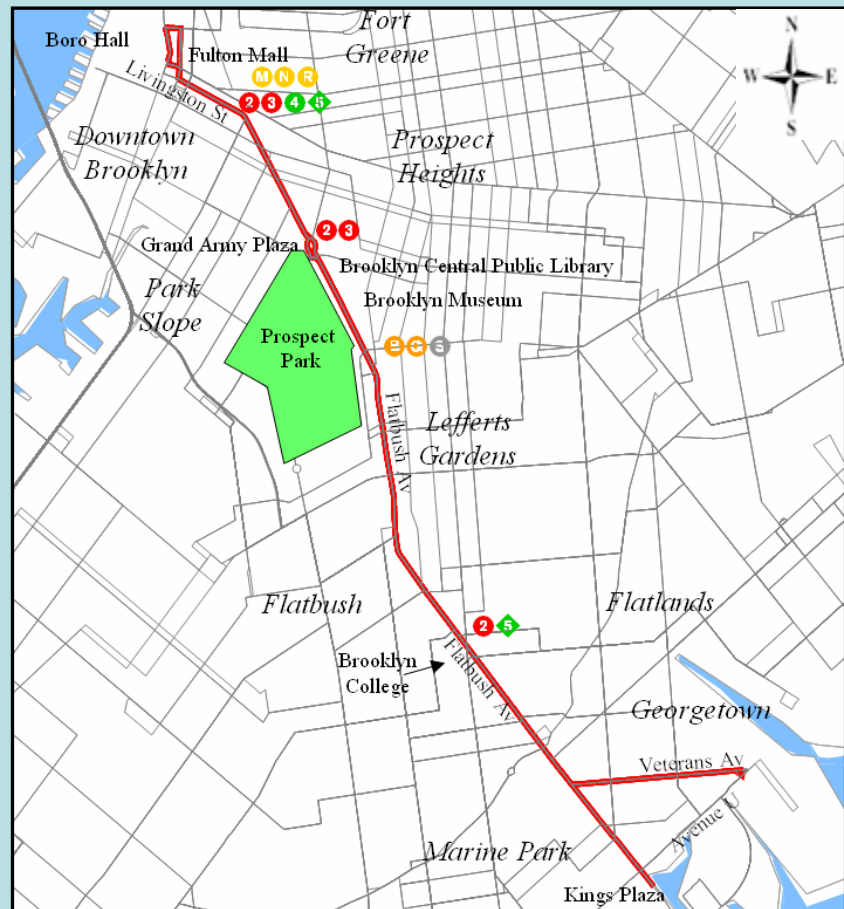 Fort
Greene
N
W E
S
Boro Hall
Fulton Mall
M N R
Livingston St
2 3 4 5
Downtown
Brooklyn
Prospect
Heights
2 3
Grand Army Plaza
Brooklyn Central Public Library
Park
Slope
Brooklyn Museum
Prospect
Park
B Q S
Flatbush Av
Lefferts
Gardens
Flatbush
Flatlands
2 5
Brooklyn
College
Flatbush Av
Georgetown
Veterans Av
Avenue U
Marine Park
Kings Plaza